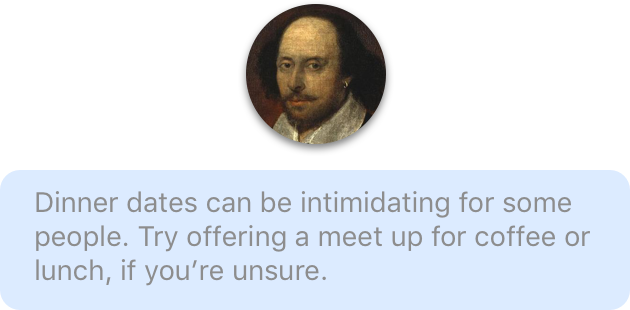 Dinner dates can be intimidating for some
people. Try offering a meet up for coffee or
lunch, if you’re unsure.